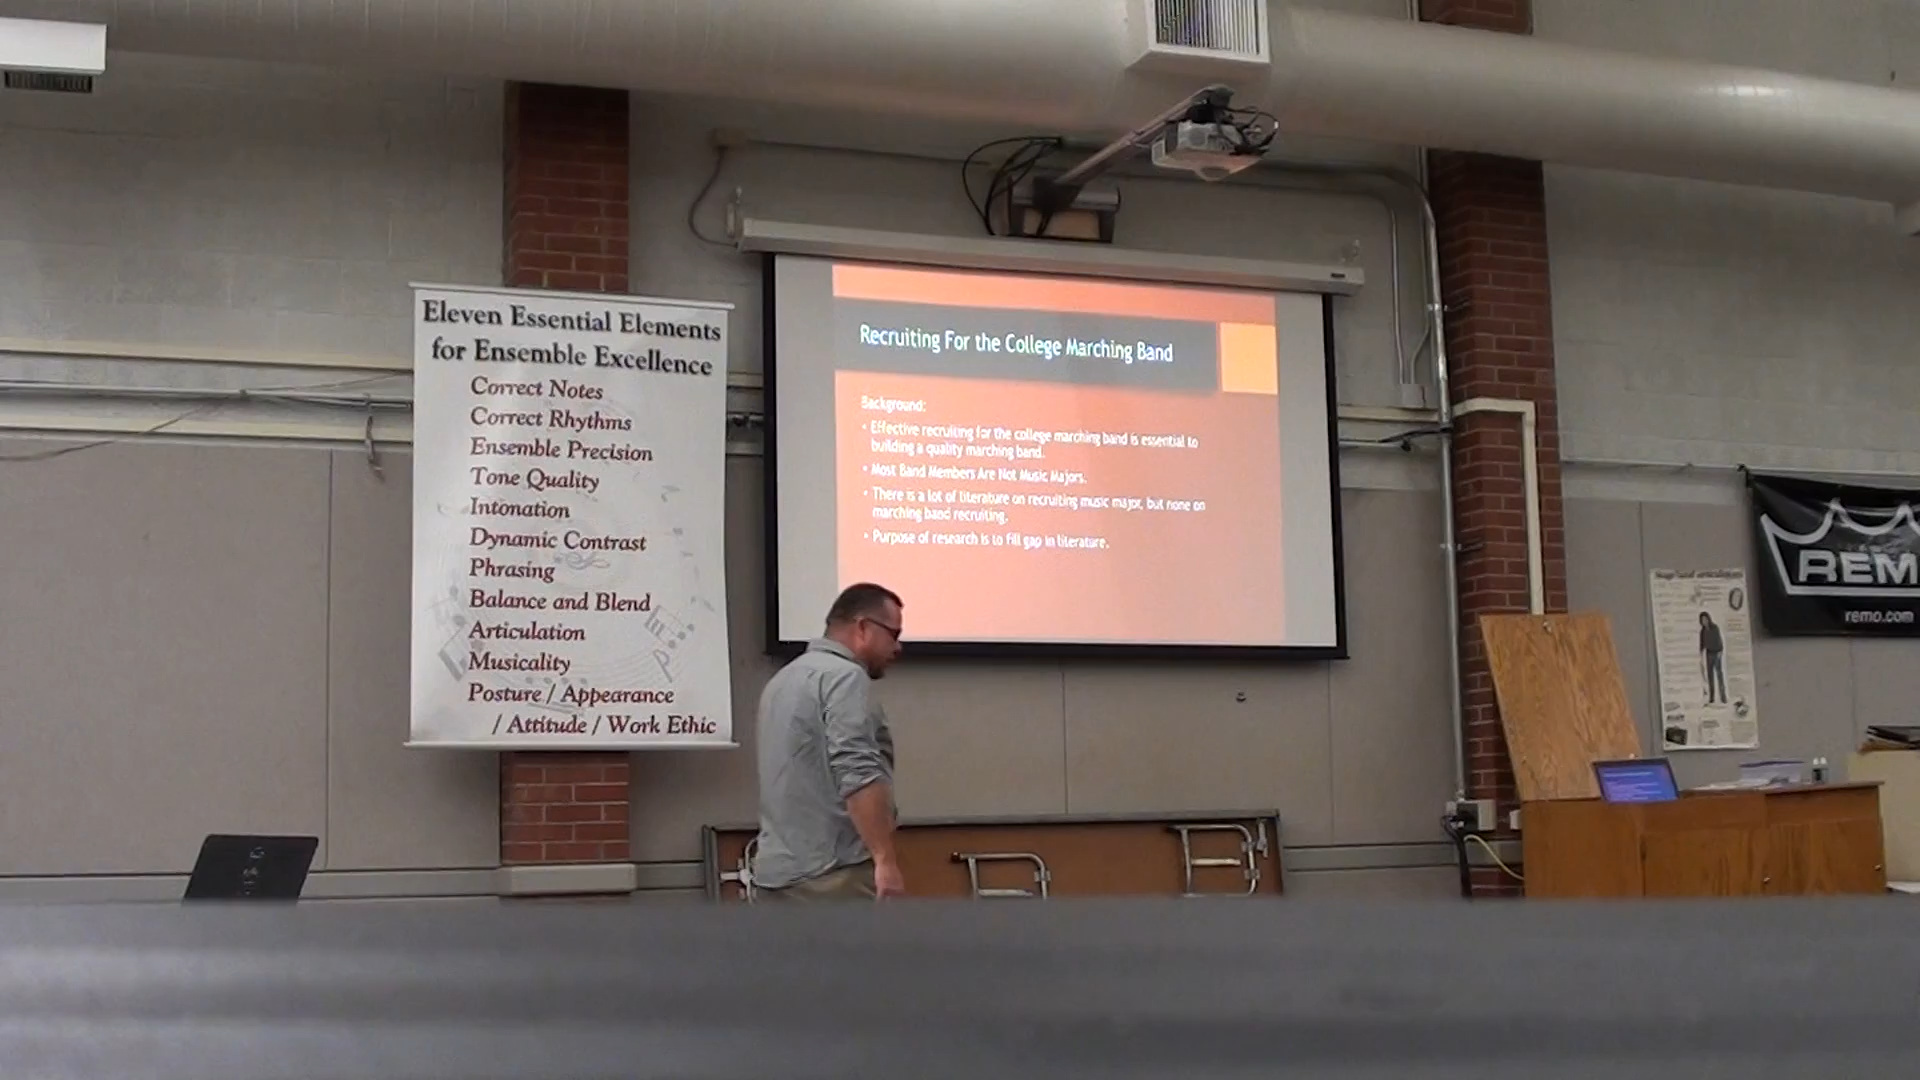 Eleven Essential Elements
for Ensemble Excellence
Correct Notes
Correct Rhythms
Ensemble Precision
Tone Quality
Intonation
Dynamic Contrast
Phrasing
Balance and Blend
Articulation
Musicality
Posture / Appearance
/ Attitude / Work Ethic
Recruiting For the College Marching Band
Background:
• Effective recruiting for the college marching band is essential to
building a quality marching band.
• Most Band Members Are Not Music Majors.
• There is a lot of literature on recruiting music major, but none on
marching band recruiting.
• Purpose of research is to fill gap in literature.
REM
remo.com